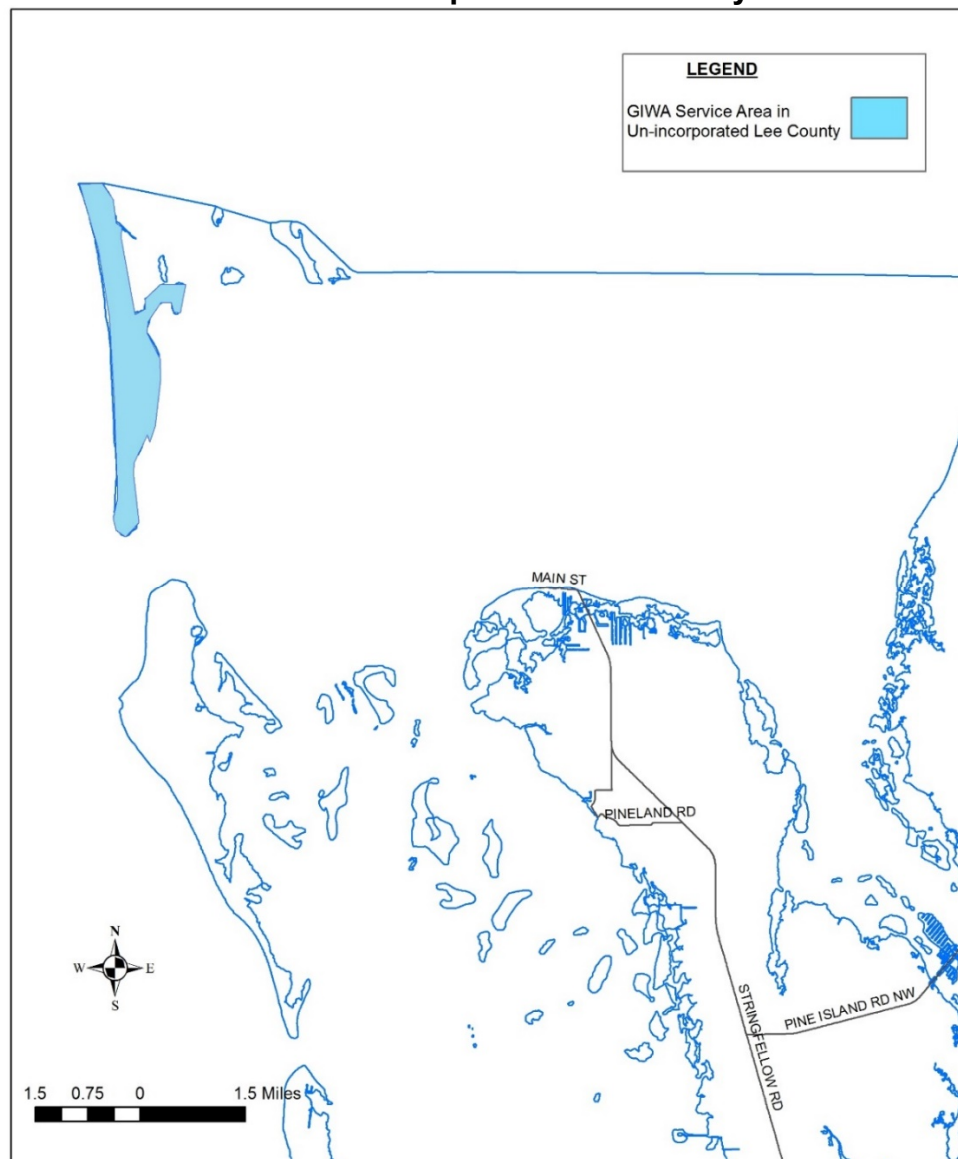 LEGEND
GIWA Service Area in
Un-incorporated Lee County
MAIN ST
PINELAND RD
STRINGFELLOW RD
PINE ISLAND RD NW
N
W E
S
1.5 0.75 0 1.5 Miles